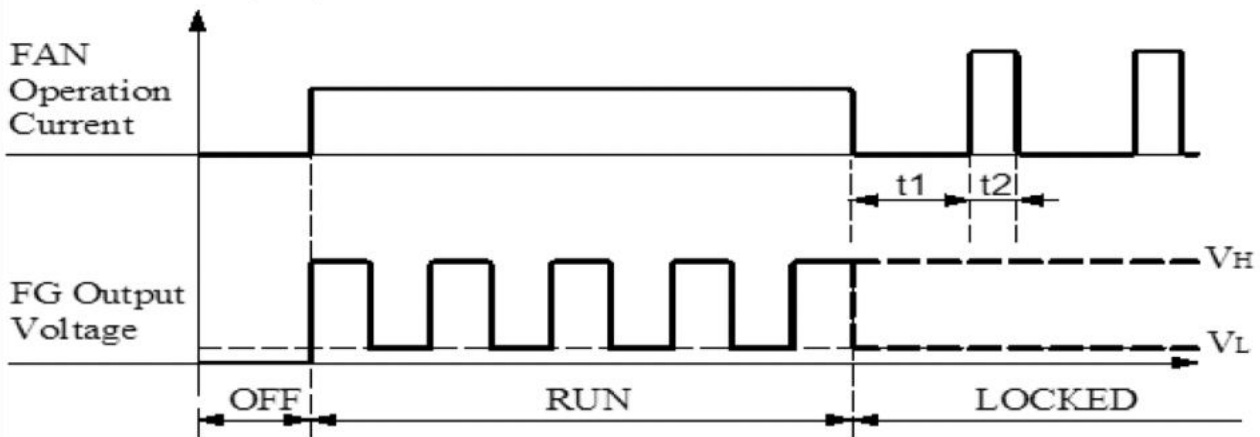 FAN
Operation
Current
t1
t2
FG Output
Voltage
VH
VL
OFF
RUN
LOCKED